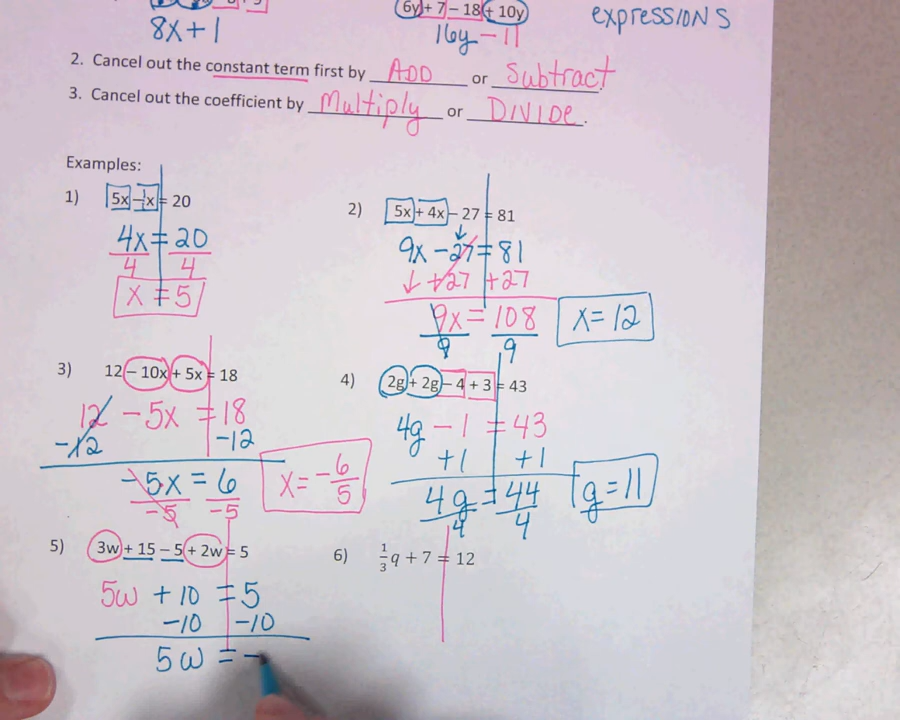 6y + 7 - 18 + 10y
expressions
8x+1
16y - 11
2. Cancel out the constant term first by ADD or Subtract.
3. Cancel out the coefficient by Multiply or DIVIDE.
Examples:
1) 5x - 1x = 20
4x = 20
4 4
x = 5
2) 5x + 4x - 27 = 81
9x - 27 = 81
+27 +27
9x = 108
9 9
x = 12
3) 12 - 10x + 5x = 18
12 - 5x = 18
-12 -12
-5x = 6
-5 -5
x = -6/5
4) 2g + 2g - 4 + 3 = 43
4g - 1 = 43
+1 +1
4g = 44
4 4
g = 11
5) 3w + 15 - 5 + 2w = 5
5w + 10 = 5
-10 -10
5w = -
6) 1/3 q + 7 = 12